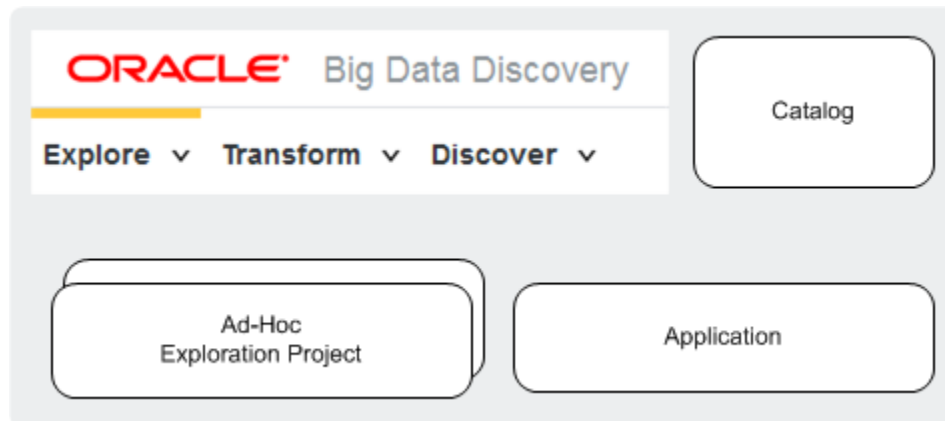 ORACLE Big Data Discovery
Catalog
Explore Transform Discover
Ad-Hoc
Exploration Project
Application